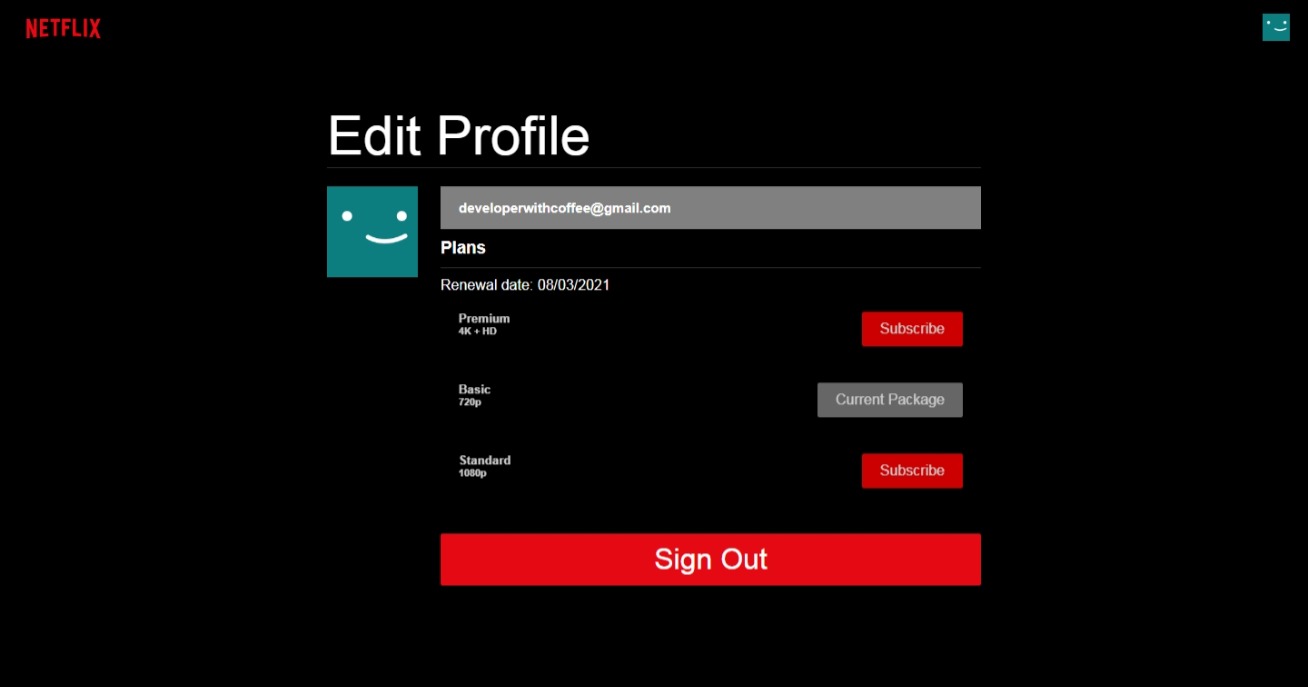 NETFLIX
Edit Profile
developerwithcoffee@gmail.com
Plans
Renewal date: 08/03/2021
Premium
4K + HD
Subscribe
Basic
720p
Current Package
Standard
1080p
Subscribe
Sign Out